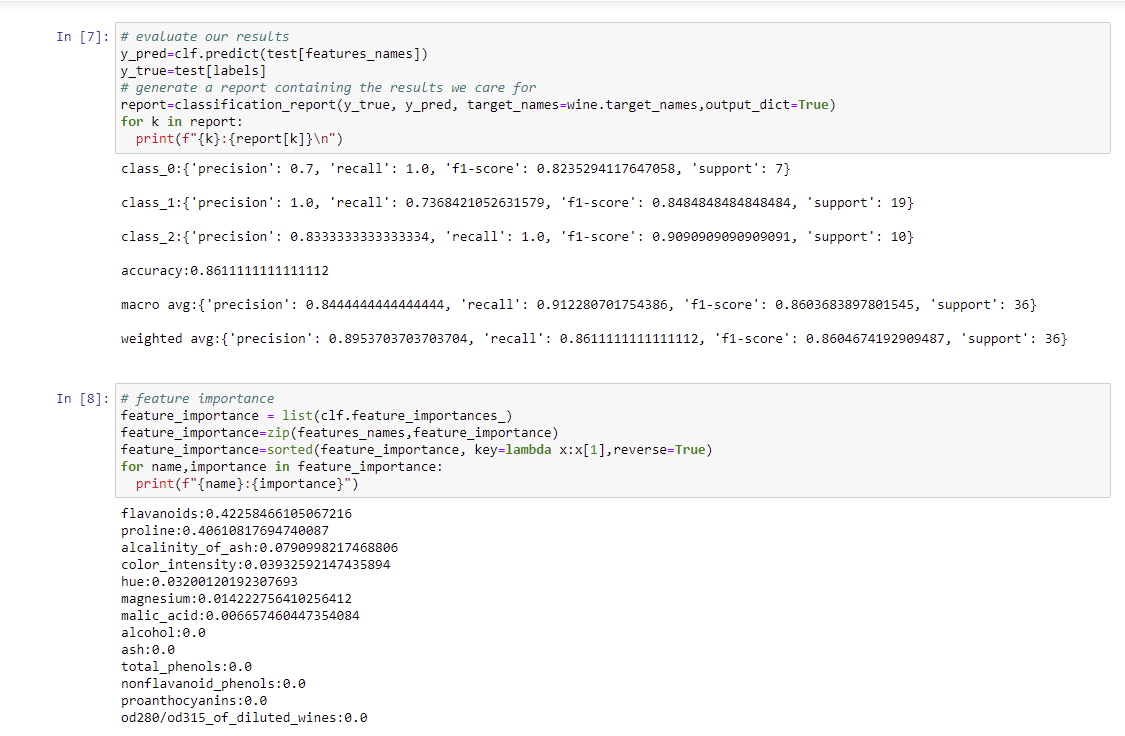 In [7]: # evaluate our results
y_pred=clf.predict(test[features_names])
y_true=test[labels]
# generate a report containing the results we care for
report=classification_report(y_true, y_pred, target_names=wine.target_names,output_dict=True)
for k in report:
  print(f"{k}:{report[k]}\n")
class_0:{'precision': 0.7, 'recall': 1.0, 'f1-score': 0.8235294117647058, 'support': 7}
class_1:{'precision': 1.0, 'recall': 0.7368421052631579, 'f1-score': 0.8484848484848484, 'support': 19}
class_2:{'precision': 0.8333333333333334, 'recall': 1.0, 'f1-score': 0.9090909090909091, 'support': 10}
accuracy:0.8611111111111112
macro avg:{'precision': 0.8444444444444444, 'recall': 0.912280701754386, 'f1-score': 0.8603683897801545, 'support': 36}
weighted avg:{'precision': 0.8953703703703704, 'recall': 0.8611111111111112, 'f1-score': 0.8604674192909487, 'support': 36}
In [8]: # feature importance
feature_importance = list(clf.feature_importances_)
feature_importance=zip(features_names,feature_importance)
feature_importance=sorted(feature_importance, key=lambda x:x[1],reverse=True)
for name,importance in feature_importance:
  print(f"{name}:{importance}")
flavanoids:0.42258466105067216
proline:0.40610817694740087
alcalinity_of_ash:0.0790998217468806
color_intensity:0.03932592147435894
hue:0.03200120192307693
magnesium:0.014222756410256412
malic_acid:0.006657460447354084
alcohol:0.0
ash:0.0
total_phenols:0.0
nonflavanoid_phenols:0.0
proanthocyanins:0.0
od280/od315_of_diluted_wines:0.0